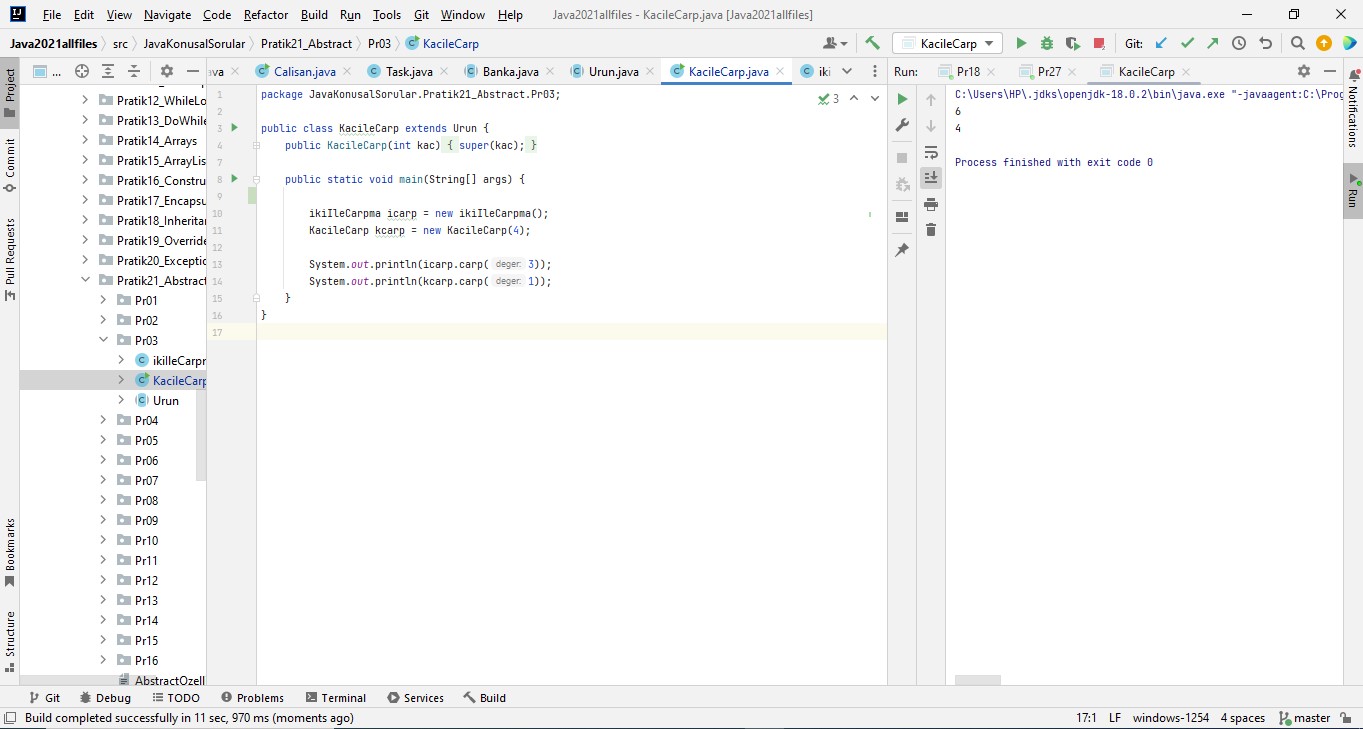 File Edit View Navigate Code Refactor Build Run Tools Git Window Help Java2021allfiles - KacileCarp.java [Java2021allfiles]
Java2021allfiles src JavaKonusalSorular Pratik21_Abstract Pr03 KacileCarp KacileCarp Git:
... ava Calisan.java Task.java Banka.java Urun.java KacileCarp.java iki Run: Pr18 Pr27 KacileCarp
Project
Commit
Pull Requests
Bookmarks
Structure
Pratik12_WhileLo
Pratik13_DoWhile
Pratik14_Arrays
Pratik15_ArrayLis
Pratik16_Constru
Pratik17_Encapsu
Pratik18_Inheritar
Pratik19_Override
Pratik20_Exceptic
Pratik21_Abstract
Pr01
Pr02
Pr03
ikiIleCarpr
KacileCarp
Urun
Pr04
Pr05
Pr06
Pr07
Pr08
Pr09
Pr10
Pr11
Pr12
Pr13
Pr14
Pr15
Pr16
AbstractOzell
1 package JavaKonusalSorular.Pratik21_Abstract.Pr03;
2
3 public class KacileCarp extends Urun {
4 public KacileCarp(int kac) { super(kac); }
7
8 public static void main(String[] args) {
9
10 ikiIleCarpma icarp = new ikiIleCarpma();
11 KacileCarp kcarp = new KacileCarp(4);
12
13 System.out.println(icarp.carp( deger: 3));
14 System.out.println(kcarp.carp( deger: 1));
15 }
16 }
17
3
C:\Users\HP\.jdks\openjdk-18.0.2\bin\java.exe "-javaagent:C:\Prog
6
4
Process finished with exit code 0
Notifications
Run
Git Debug TODO Problems Terminal Services Build
Build completed successfully in 11 sec, 970 ms (moments ago) 17:1 LF windows-1254 4 spaces master